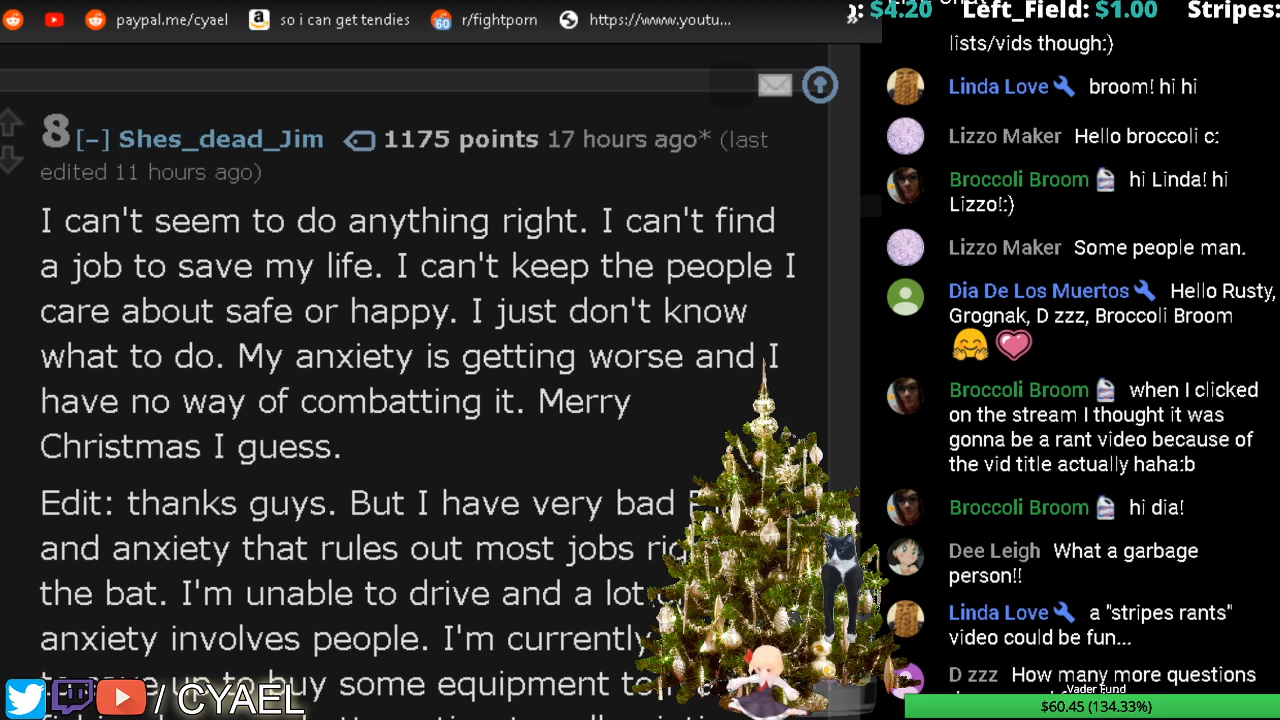 paypal.me/cyael so i can get tendies 60 r/fightporn https://www.youtu...
8 [–] Shes_dead_Jim 1175 points 17 hours ago* (last
edited 11 hours ago)
I can't seem to do anything right. I can't find
a job to save my life. I can't keep the people I
care about safe or happy. I just don't know
what to do. My anxiety is getting worse and I
have no way of combatting it. Merry
Christmas I guess.
Edit: thanks guys. But I have very bad
and anxiety that rules out most jobs
the bat. I'm unable to drive and a lot
anxiety involves people. I'm currently
up to buy some equipment
/ CYAEL
): $4.20 Left_Field: $1.00 Stripes:
lists/vids though:)
Linda Love broom! hi hi
Lizzo Maker Hello broccoli c:
Broccoli Broom hi Linda! hi
Lizzo!:)
Lizzo Maker Some people man.
Dia De Los Muertos Hello Rusty,
Grognak, D zzz, Broccoli Broom
Broccoli Broom when I clicked
on the stream I thought it was
gonna be a rant video because of
the vid title actually haha:b
Broccoli Broom hi dia!
Dee Leigh What a garbage
person!!
Linda Love a "stripes rants"
video could be fun...
D zzz How many more questions
Vader Fund
$60.45 (134.33%)